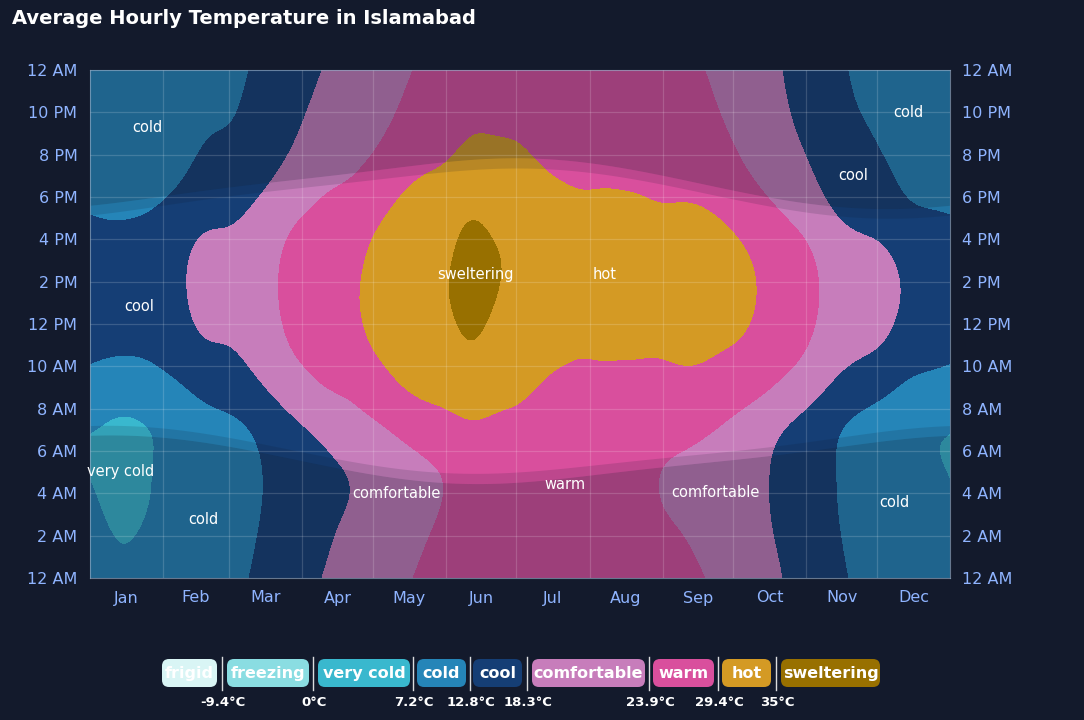 Average Hourly Temperature in Islamabad
12 AM 12 AM
10 PM cold cold 10 PM
8 PM 8 PM
cool
6 PM 6 PM
4 PM 4 PM
2 PM sweltering hot 2 PM
cool
12 PM 12 PM
10 AM 10 AM
8 AM 8 AM
6 AM 6 AM
very cold
4 AM comfortable warm comfortable 4 AM
cold cold
2 AM 2 AM
12 AM 12 AM
Jan Feb Mar Apr May Jun Jul Aug Sep Oct Nov Dec
frigid freezing very cold cold cool comfortable warm hot sweltering
-9.4°C 0°C 7.2°C 12.8°C 18.3°C 23.9°C 29.4°C 35°C